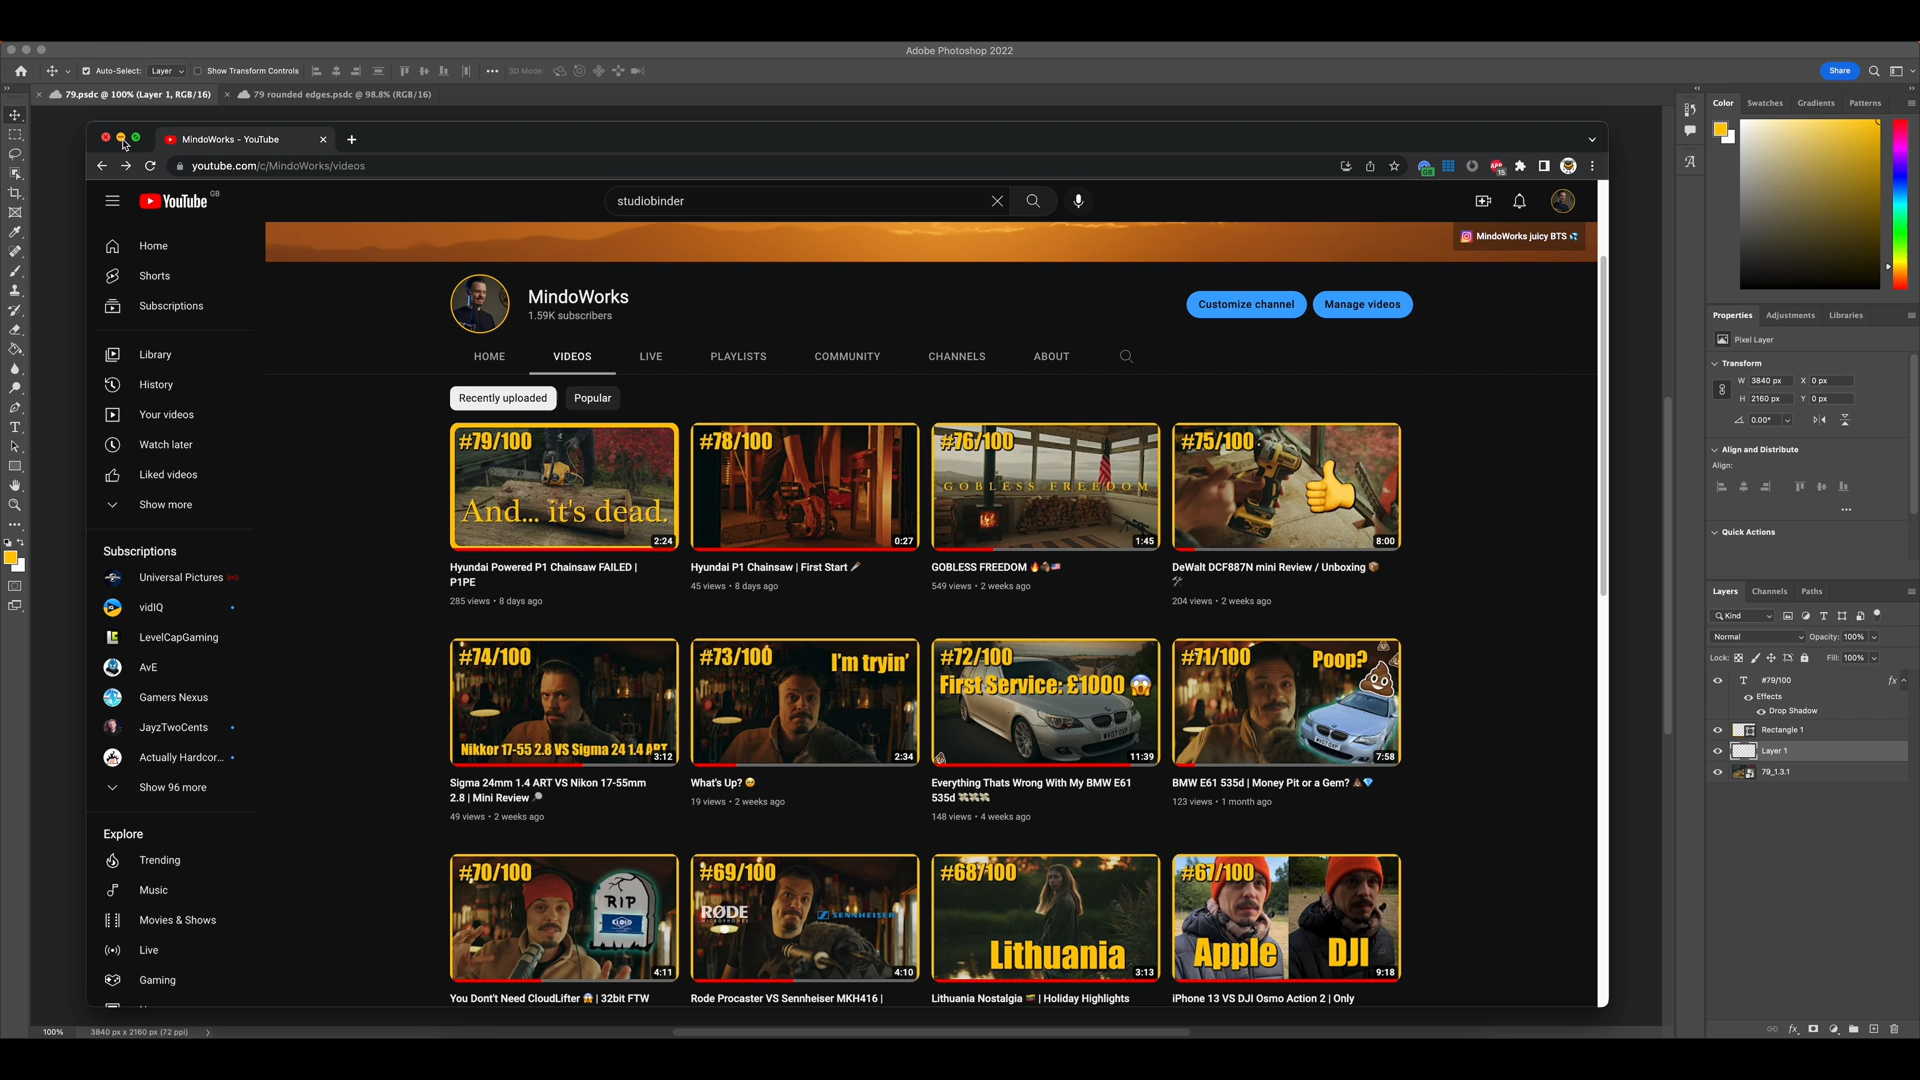 Adobe Photoshop 2022
Auto-Select: Layer Show Transform Controls 3D Mode: Share
79.psdc @ 100% (Layer 1, RGB/16) 79 rounded edges.psdc @ 98.8% (RGB/16)
MindoWorks - YouTube
youtube.com/c/MindoWorks/videos
YouTube GB
studiobinder
MindoWorks juicy BTS
Home
Shorts
Subscriptions
Library
History
Your videos
Watch later
Liked videos
Show more
Subscriptions
Universal Pictures
vidIQ
LevelCapGaming
AvE
Gamers Nexus
JayzTwoCents
Actually Hardcor...
Show 96 more
Explore
Trending
Music
Movies & Shows
Live
Gaming
MindoWorks
1.59K subscribers
Customize channel Manage videos
HOME VIDEOS LIVE PLAYLISTS COMMUNITY CHANNELS ABOUT
Recently uploaded Popular
#79/100
And... it's dead.
2:24
Hyundai Powered P1 Chainsaw FAILED |
P1PE
285 views • 8 days ago
#78/100
0:27
Hyundai P1 Chainsaw | First Start 🎤
45 views • 8 days ago
#76/100
GOBLESS FREEDOM
1:45
GOBLESS FREEDOM 🔥🦬🇺🇸
549 views • 2 weeks ago
#75/100
8:00
DeWalt DCF887N mini Review / Unboxing 📦
🛠
204 views • 2 weeks ago
#74/100
Nikkor 17-55 2.8 VS Sigma 24 1.4 ART
3:12
Sigma 24mm 1.4 ART VS Nikon 17-55mm
2.8 | Mini Review 🔎
49 views • 2 weeks ago
#73/100
I'm tryin'
2:34
What's Up? 🥹
19 views • 2 weeks ago
#72/100
First Service: £1000 😱
11:39
Everything Thats Wrong With My BMW E61
535d 💸💸💸
148 views • 4 weeks ago
#71/100
Poop?
7:58
BMW E61 535d | Money Pit or a Gem? 💩💎
123 views • 1 month ago
#70/100
RIP
CLOUD
4:11
You Dont't Need CloudLifter 😱 | 32bit FTW
#69/100
RØDE
MICROPHONES
SENNHEISER
4:10
Rode Procaster VS Sennheiser MKH416 |
#68/100
Lithuania
3:13
Lithuania Nostalgia 🇱🇹 | Holiday Highlights
#67/100
Apple DJI
9:18
iPhone 13 VS DJI Osmo Action 2 | Only
Color Swatches Gradients Patterns
Properties Adjustments Libraries
Pixel Layer
Transform
W 3840 px X 0 px
H 2160 px Y 0 px
0.00°
Align and Distribute
Align:
Quick Actions
Layers Channels Paths
Kind
Normal Opacity: 100%
Lock: Fill: 100%
#79/100 fx
Effects
Drop Shadow
Rectangle 1
Layer 1
79_1.3.1
100% 3840 px x 2160 px (72 ppi)